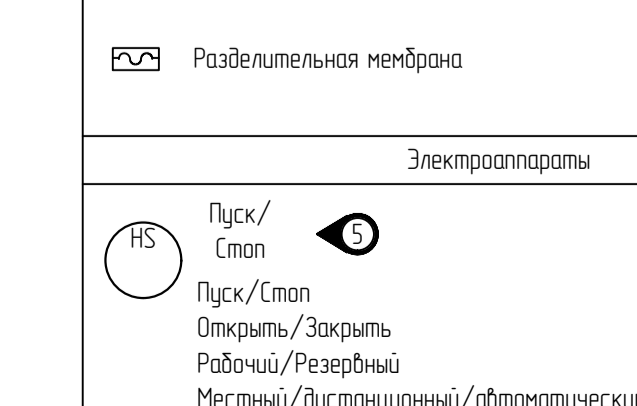 Разделительная мембрана
Электроаппараты
HS
Пуск/
Стоп
5
Пуск/Стоп
Открыть/Закрыть
Рабочий/Резервный